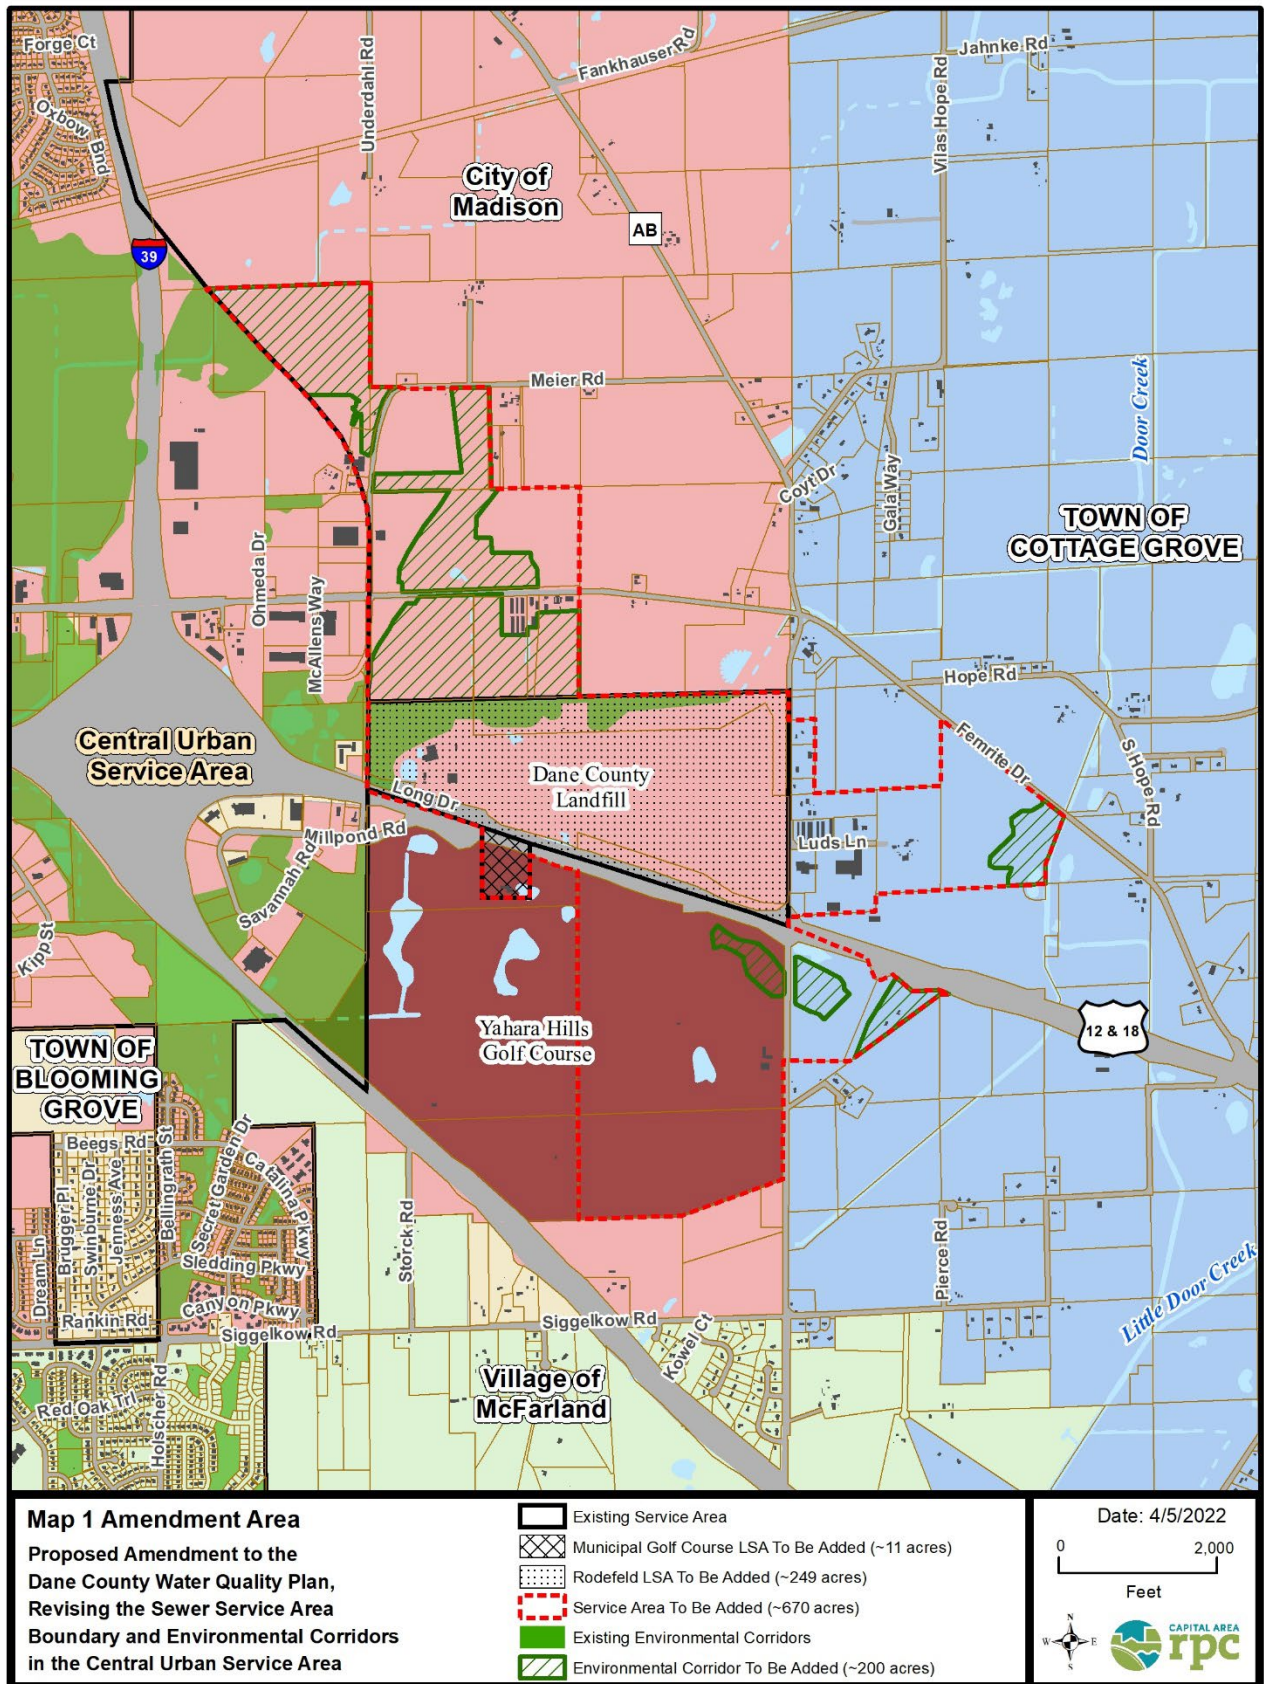 Forge Ct
Oxbow Bnd
Underdahl Rd
Fankhauser Rd
Vilas Hope Rd
Jahnke Rd
City of
Madison
AB
39
Meier Rd
Door Creek
Coyt Dr
Gala Way
TOWN OF
COTTAGE GROVE
Ohmeda Dr
McAllens Way
Hope Rd
Femrite Dr
S Hope Rd
Central Urban
Service Area
Dane County
Landfill
Long Dr
Millpond Rd
Luds Ln
Savannah Rd
Kipp St
Yahara Hills
Golf Course
12 & 18
TOWN OF
BLOOMING
GROVE
Beegs Rd
Brugger Pl
Swinburne Dr
Jenness Ave
Bellingrath St
Secret Garden Dr
Catalina Pkwy
Dream Ln
Sledding Pkwy
Canyon Pkwy
Rankin Rd
Storck Rd
Pierce Rd
Little Door Creek
Siggelkow Rd
Siggelkow Rd
Kowel Ct
Village of
McFarland
Red Oak Trl
Holscher Rd
Map 1 Amendment Area
Proposed Amendment to the
Dane County Water Quality Plan,
Revising the Sewer Service Area
Boundary and Environmental Corridors
in the Central Urban Service Area
Existing Service Area
Municipal Golf Course LSA To Be Added (~11 acres)
Rodefeld LSA To Be Added (~249 acres)
Service Area To Be Added (~670 acres)
Existing Environmental Corridors
Environmental Corridor To Be Added (~200 acres)
Date: 4/5/2022
0 2,000
Feet
N
W E
S
CAPITAL AREA
rpc